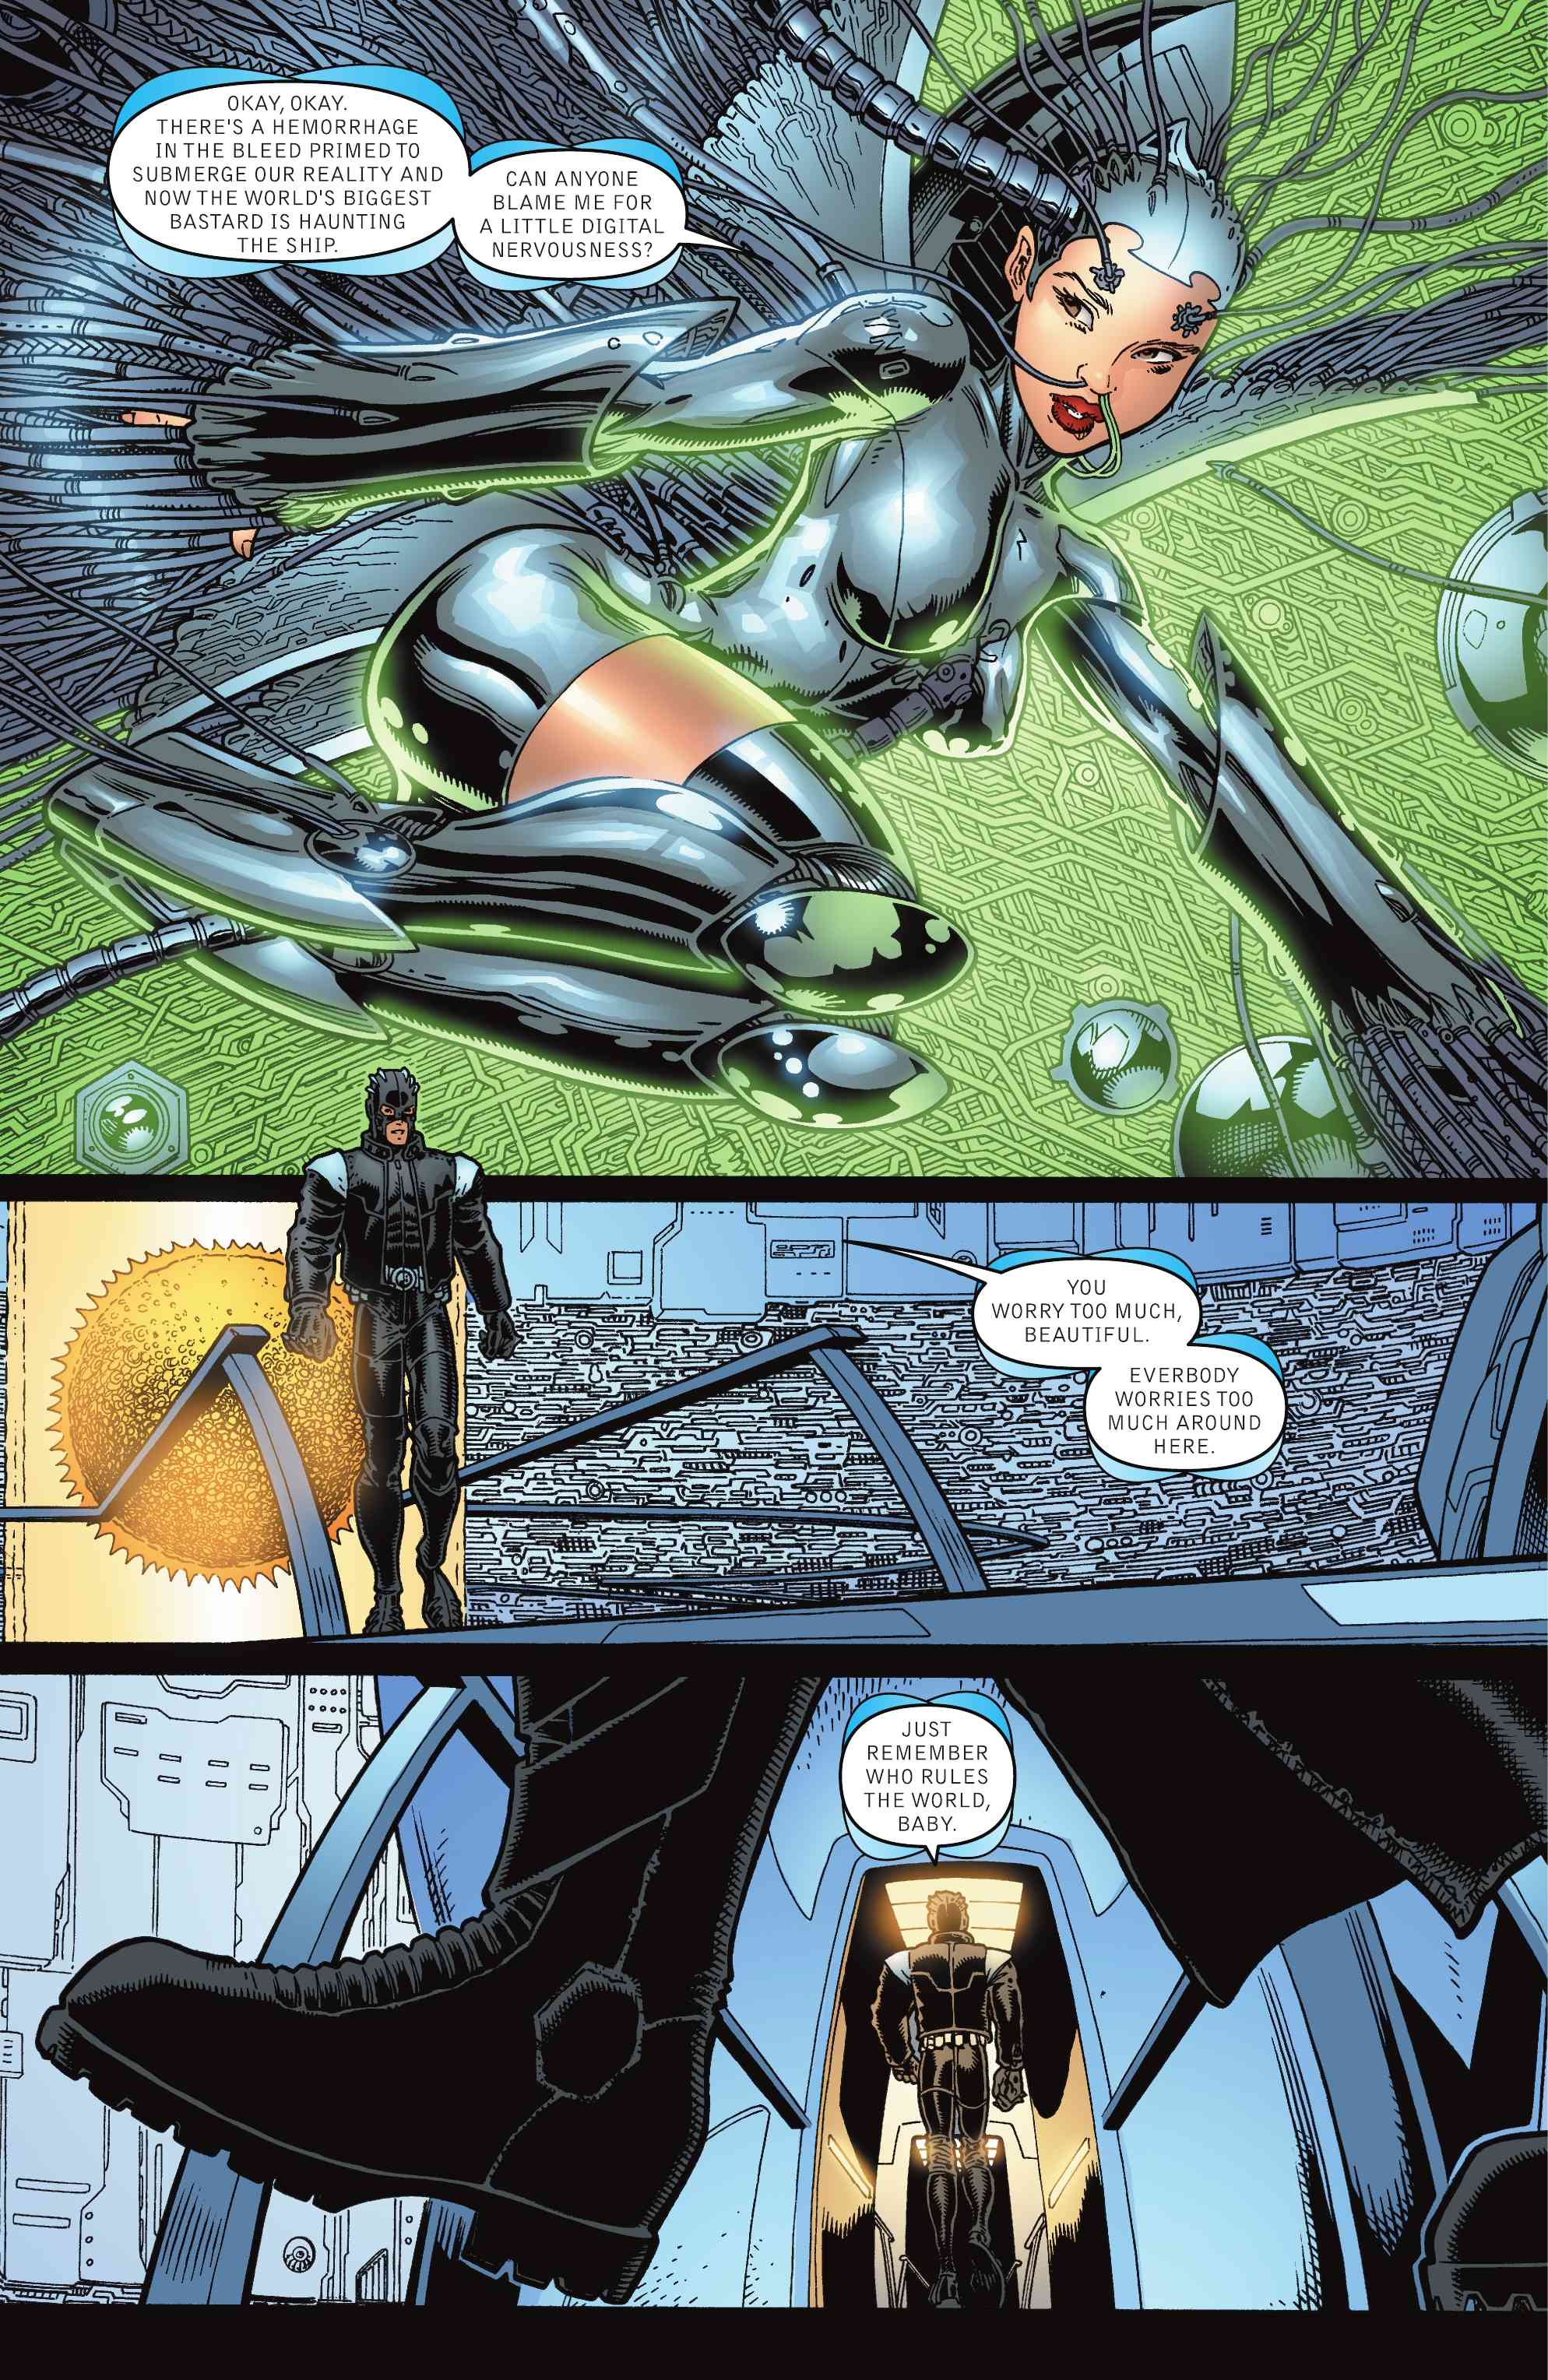 OKAY, OKAY.
THERE'S A HEMORRHAGE
IN THE BLEED PRIMED TO
SUBMERGE OUR REALITY AND
NOW THE WORLD'S BIGGEST
BASTARD IS HAUNTING
THE SHIP.
CAN ANYONE
BLAME ME FOR
A LITTLE DIGITAL
NERVOUSNESS?
YOU
WORRY TOO MUCH,
BEAUTIFUL.
EVERBODY
WORRIES TOO
MUCH AROUND
HERE.
JUST
REMEMBER
WHO RULES
THE WORLD,
BABY.